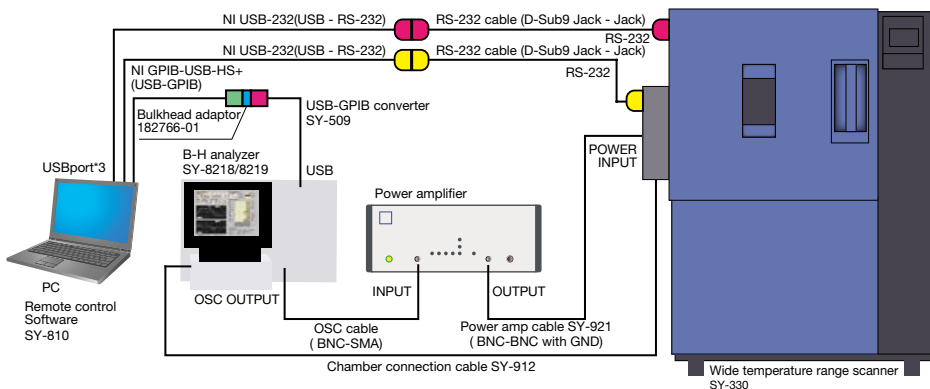 NI USB-232(USB - RS-232)
RS-232 cable (D-Sub9 Jack - Jack)
RS-232
NI USB-232(USB - RS-232)
RS-232 cable (D-Sub9 Jack - Jack)
RS-232
NI GPIB-USB-HS+
(USB-GPIB)
Bulkhead adaptor
182766-01
USB-GPIB converter
SY-509
POWER
INPUT
B-H analyzer
SY-8218/8219
USB
USBport*3
Power amplifier
PC
Remote control
Software
SY-810
OSC OUTPUT
INPUT
OUTPUT
OSC cable
( BNC-SMA)
Power amp cable SY-921
( BNC-BNC with GND)
Chamber connection cable SY-912
Wide temperature range scanner
SY-330